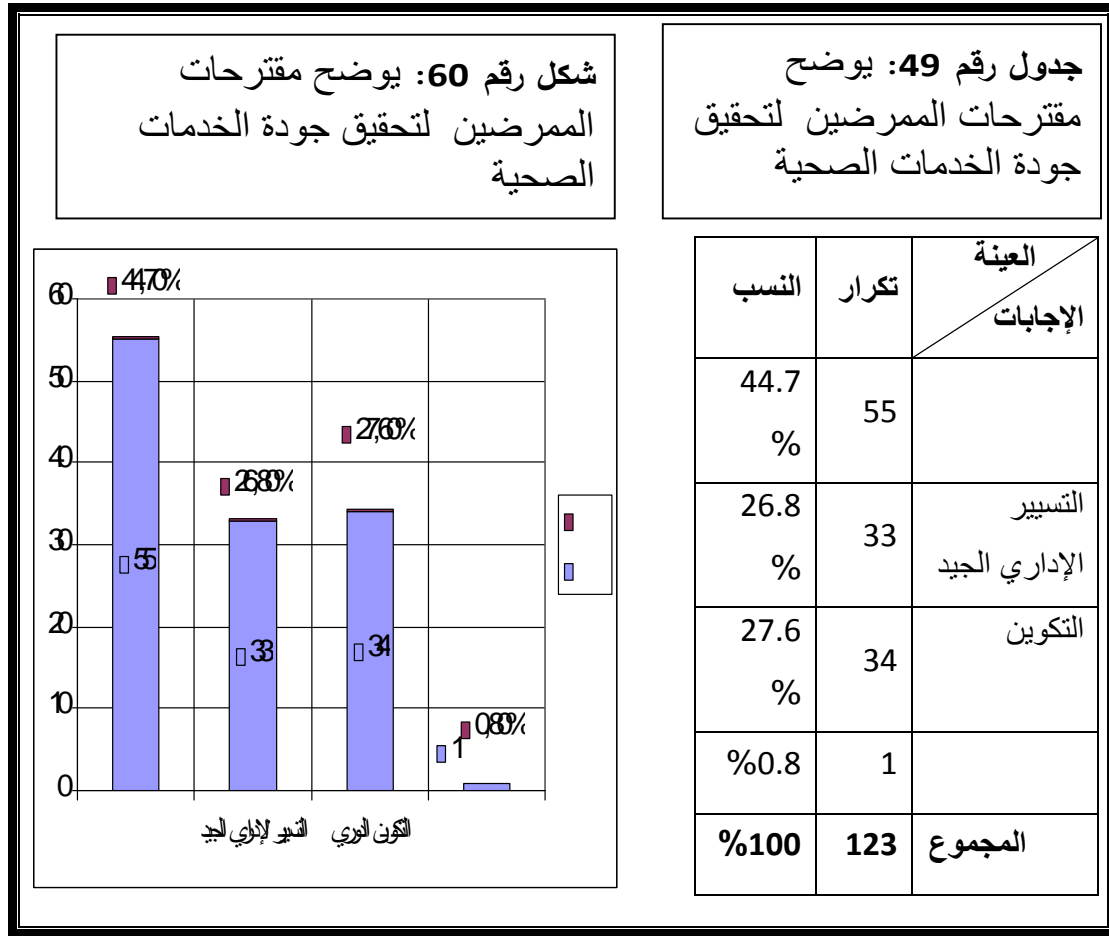 جدول رقم 49: يوضح
مقترحات الممرضين لتحقيق
جودة الخدمات الصحية
شكل رقم 60: يوضح مقترحات
الممرضين لتحقيق جودة الخدمات
الصحية
العينة
الإجابات
تكرار
النسب
55
44.7
%
التسيير
الإداري الجيد
33
26.8
%
التكوين
34
27.6
%
1
%0.8
المجموع
123
%100
60
50
40
30
20
10
0
44,70%
26,80%
27,60%
0,80%
55
33
34
1
التسيير الإداري الجيد
التكوين الدوري